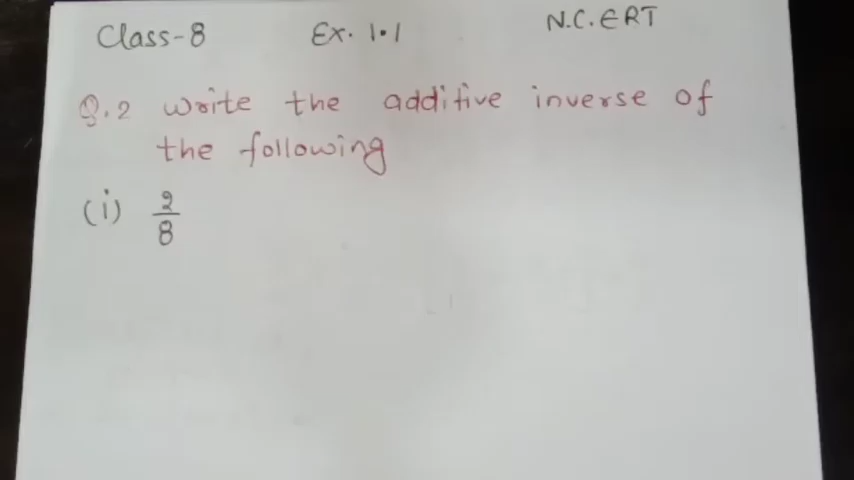 Class-8 Ex. 1.1 N.C.ERT
Q.2 write the additive inverse of
the following
(i) 2/8